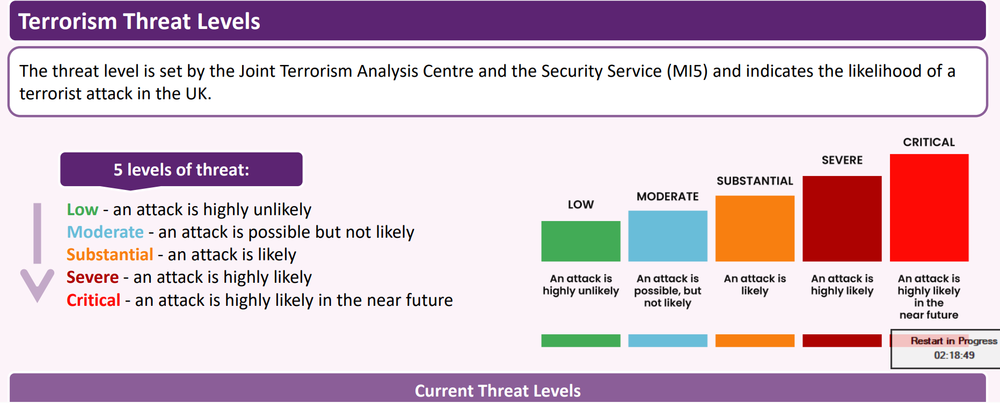 Terrorism Threat Levels
The threat level is set by the Joint Terrorism Analysis Centre and the Security Service (MI5) and indicates the likelihood of a
terrorist attack in the UK.
5 levels of threat:
Low - an attack is highly unlikely
Moderate - an attack is possible but not likely
Substantial - an attack is likely
Severe - an attack is highly likely
Critical - an attack is highly likely in the near future
LOW
An attack is
highly unlikely
MODERATE
An attack is
possible, but
not likely
SUBSTANTIAL
An attack is
likely
SEVERE
An attack is
highly likely
CRITICAL
An attack is
highly likely
in the
near future
Restart in Progress
02:18:49
Current Threat Levels